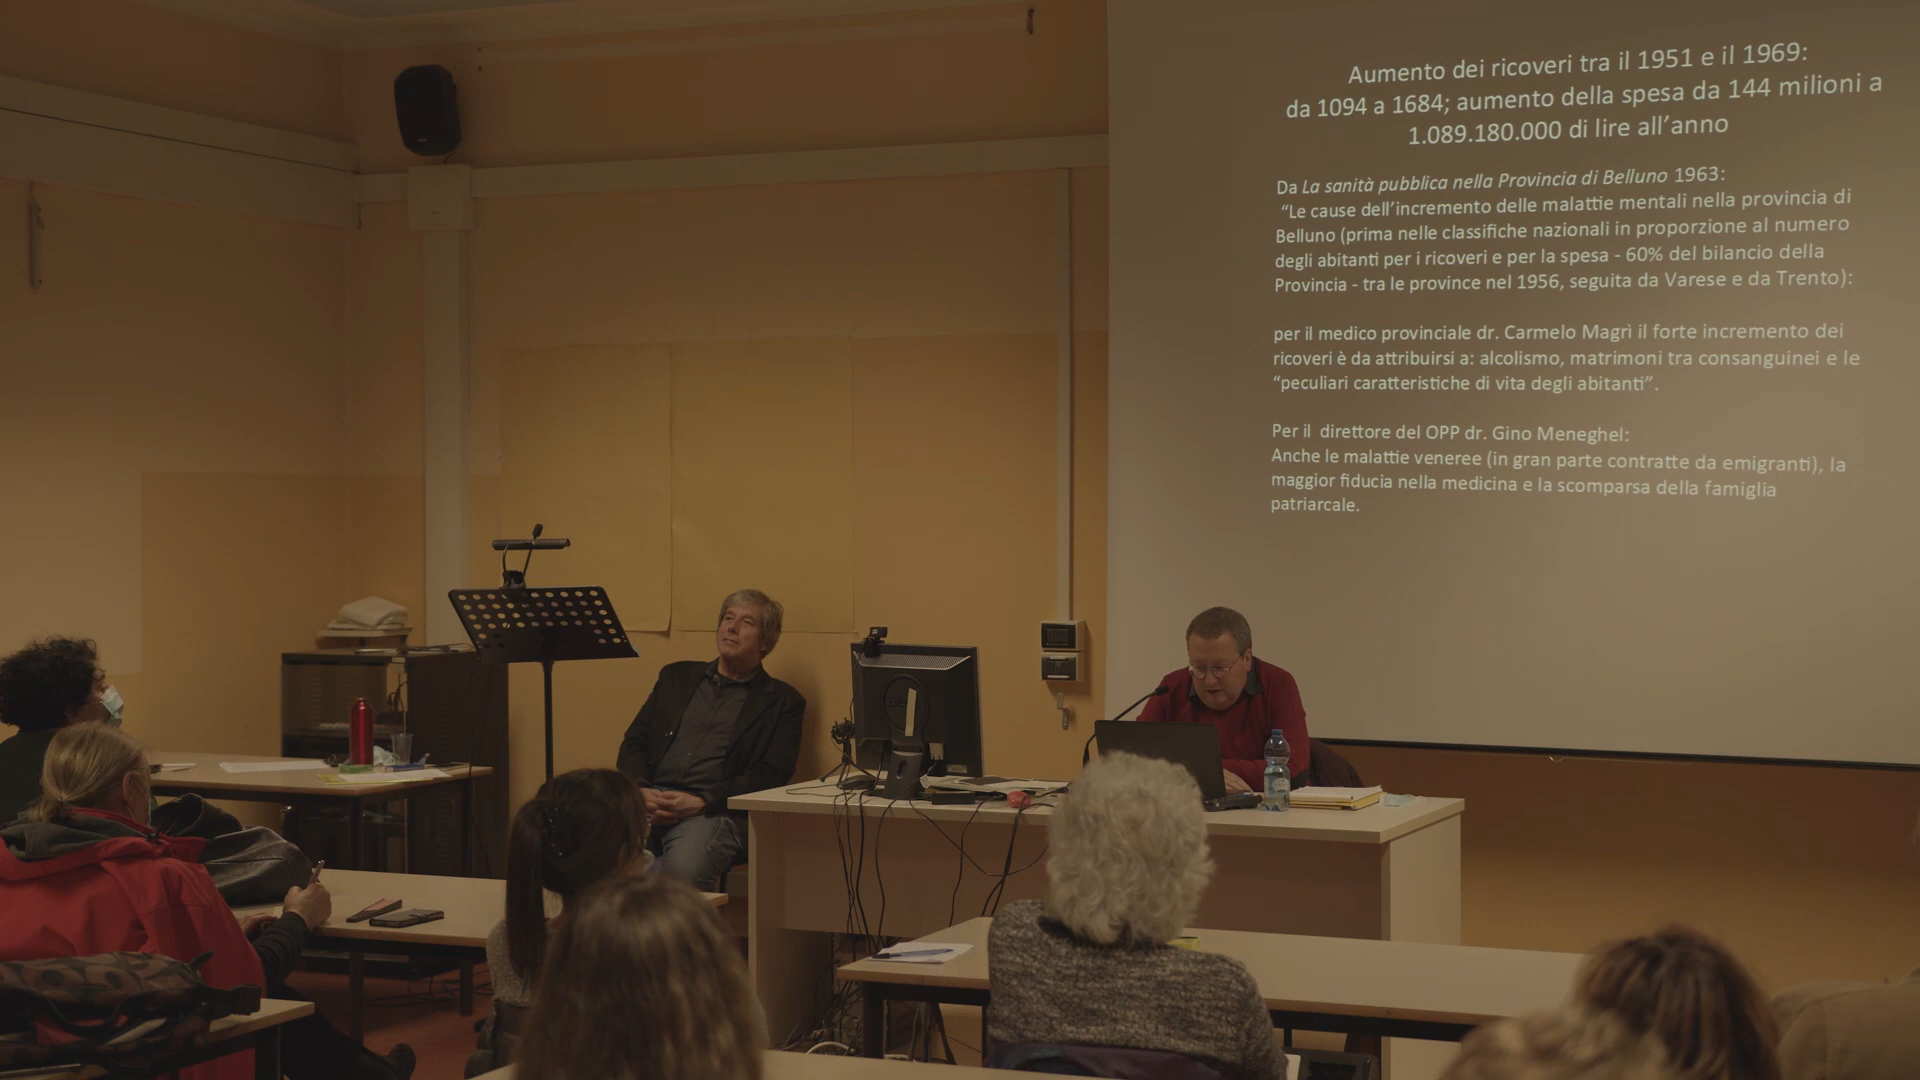 Aumento dei ricoveri tra il 1951 e il 1969:
da 1094 a 1684; aumento della spesa da 144 milioni a
1.089.180.000 di lire all’anno
Da La sanità pubblica nella Provincia di Belluno 1963:
“Le cause dell’incremento delle malattie mentali nella provincia di
Belluno (prima nelle classifiche nazionali in proporzione al numero
degli abitanti per i ricoveri e per la spesa - 60% del bilancio della
Provincia - tra le province nel 1956, seguita da Varese e da Trento):
per il medico provinciale dr. Carmelo Magrì il forte incremento dei
ricoveri è da attribuirsi a: alcolismo, matrimoni tra consanguinei e le
“peculiari caratteristiche di vita degli abitanti”.
Per il direttore del OPP dr. Gino Meneghel:
Anche le malattie veneree (in gran parte contratte da emigranti), la
maggior fiducia nella medicina e la scomparsa della famiglia
patriarcale.